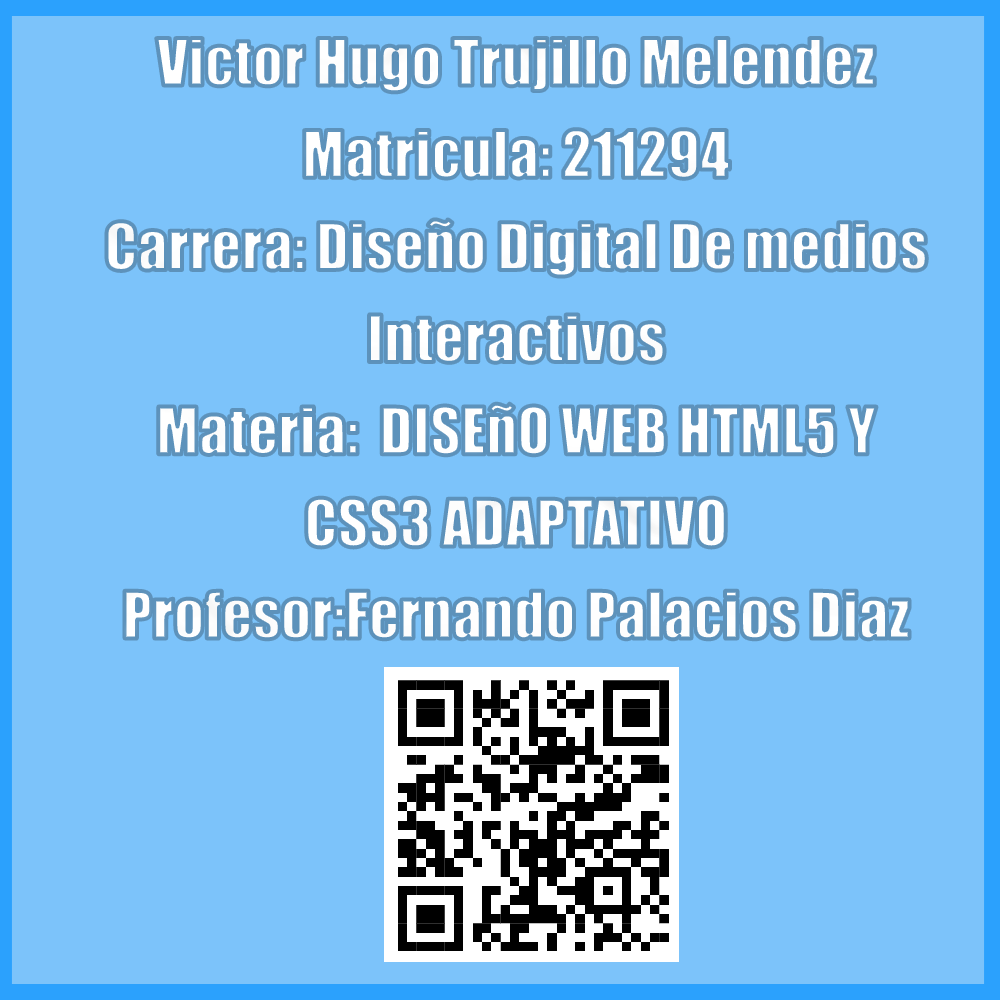 Victor Hugo Trujillo Melendez
Matricula: 211294
Carrera: Diseño Digital De medios
Interactivos
Materia:  DISEñO WEB HTML5 Y
CSS3 ADAPTATIVO
Profesor:Fernando Palacios Diaz